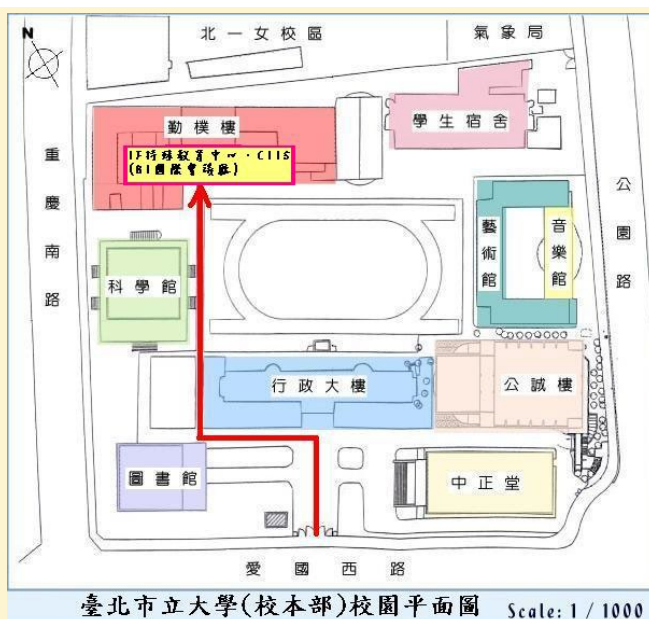 N
北一女校區
氣象局
勤樸樓
學生宿舍
1F特殊教育中心·CIIS
(B1國際會議廳)
重慶南路
公園路
藝術館
音樂館
科學館
行政大樓
公誠樓
圖書館
中正堂
愛國西路
臺北市立大學(校本部)校園平面圖 Scale: 1 / 1000